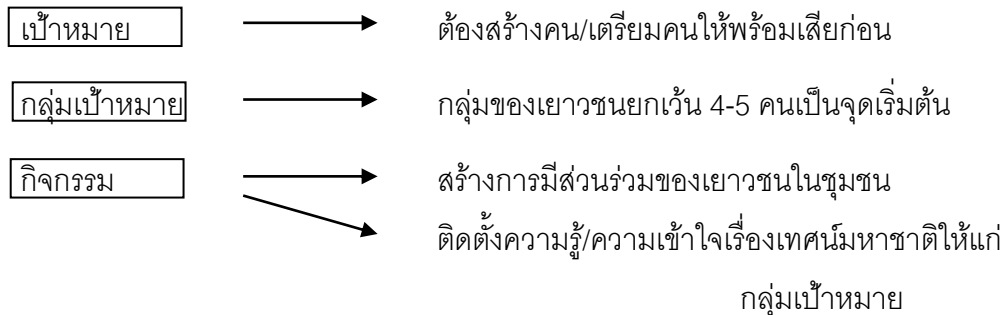 เป้าหมาย ต้องสร้างคน/เตรียมคนให้พร้อมเสียก่อน
กลุ่มเป้าหมาย กลุ่มของเยาวชนยกเว้น 4-5 คนเป็นจุดเริ่มต้น
กิจกรรม สร้างการมีส่วนร่วมของเยาวชนในชุมชน
ติดตั้งความรู้/ความเข้าใจเรื่องเทศน์มหาชาติให้แก่
กลุ่มเป้าหมาย